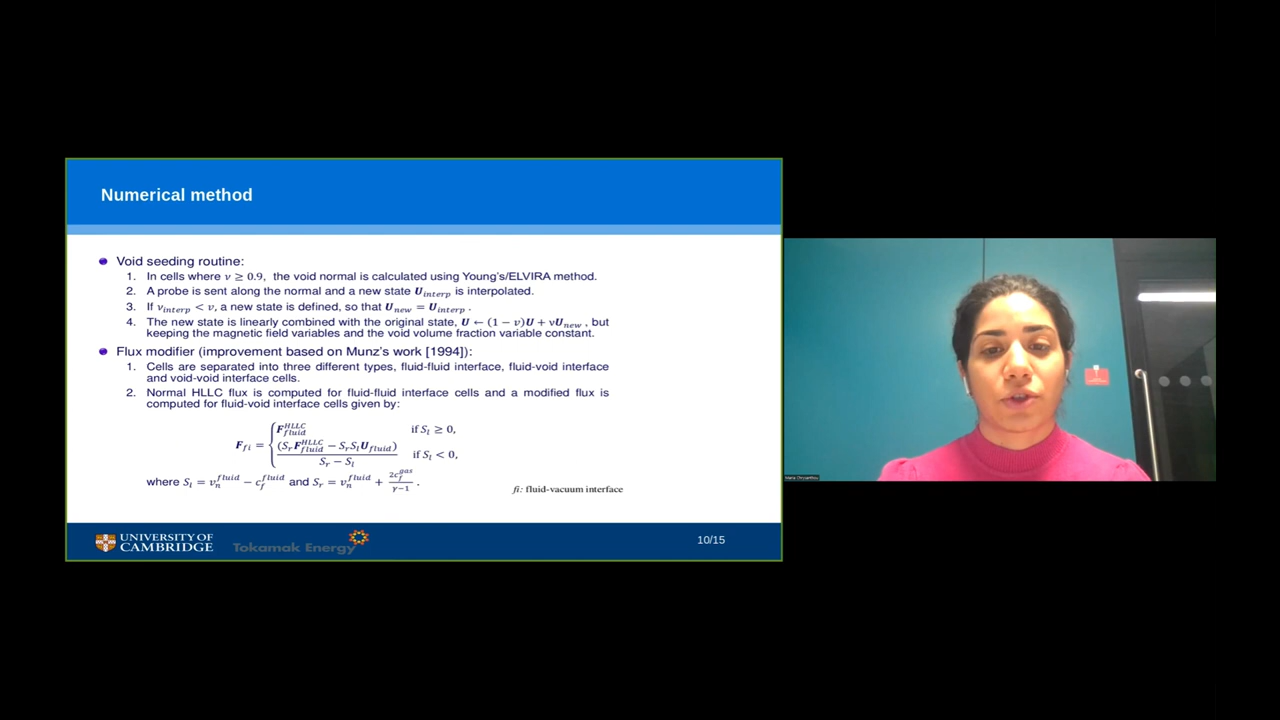 Numerical method
Void seeding routine:
1. In cells where v ≥ 0.9, the void normal is calculated using Young's/ELVIRA method.
2. A probe is sent along the normal and a new state U_interp is interpolated.
3. If v_interp < v, a new state is defined, so that U_new = U_interp .
4. The new state is linearly combined with the original state, U ← (1 − v)U + vU_new , but
keeping the magnetic field variables and the void volume fraction variable constant.
Flux modifier (improvement based on Munz's work [1994]):
1. Cells are separated into three different types, fluid-fluid interface, fluid-void interface
and void-void interface cells.
2. Normal HLLC flux is computed for fluid-fluid interface cells and a modified flux is
computed for fluid-void interface cells given by:
F_fi = { F_fluid^HLLC if S_l ≥ 0,
(S_r F_fluid^HLLC − S_r S_l U_fluid) / (S_r − S_l) if S_l < 0,
where S_l = v_n^fluid − c_f^fluid and S_r = v_n^fluid + 2c_f^gas / (γ−1) .
fi: fluid-vacuum interface
UNIVERSITY OF
CAMBRIDGE
Tokamak Energy
10/15
Maria Chrysanthou